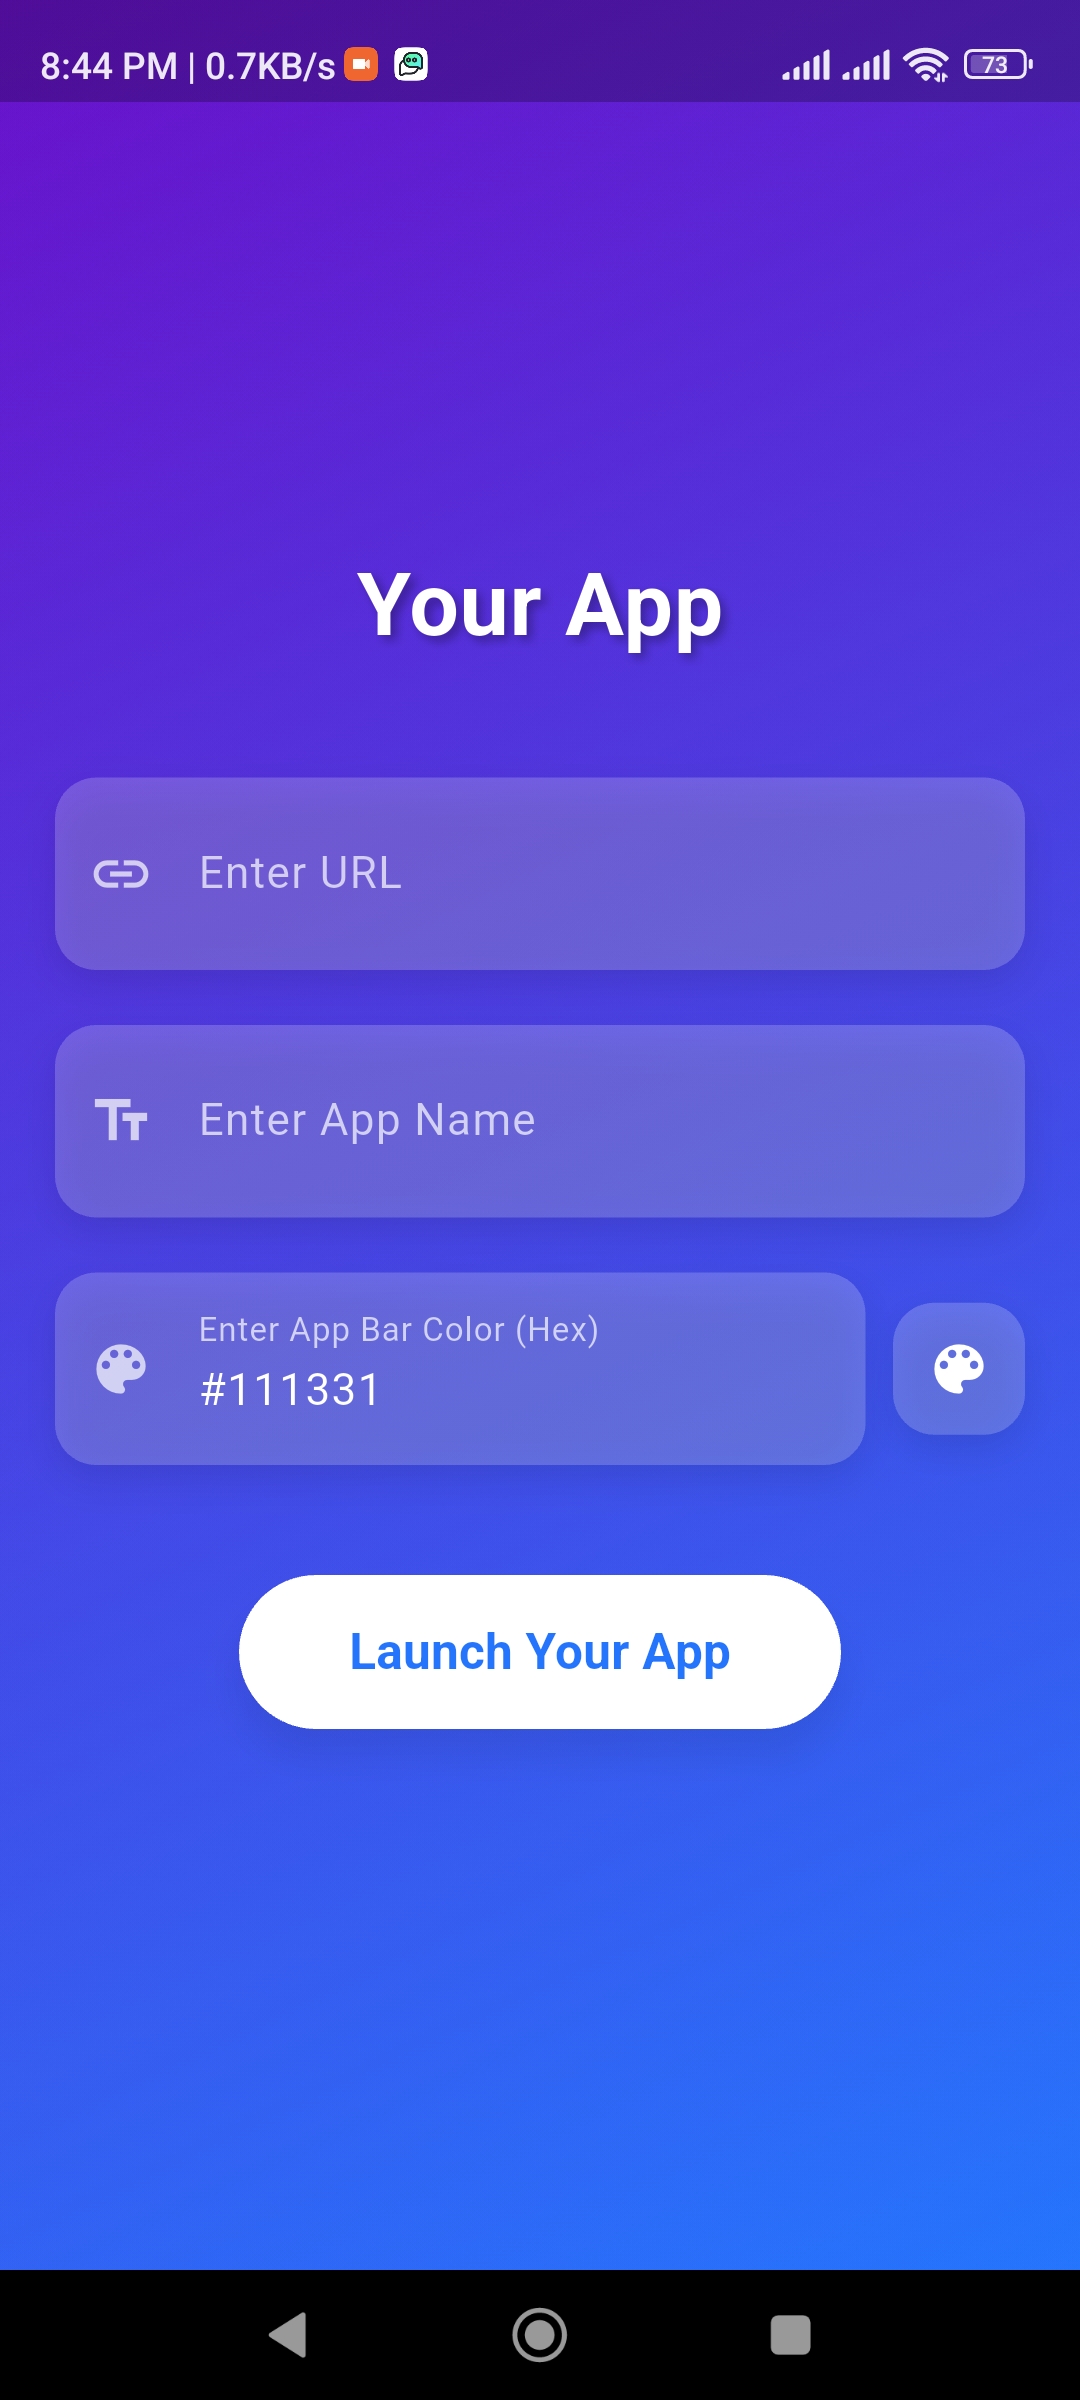 8:44 PM | 0.7KB/s 73
Your App
Enter URL
Enter App Name
Enter App Bar Color (Hex)
#111331
Launch Your App